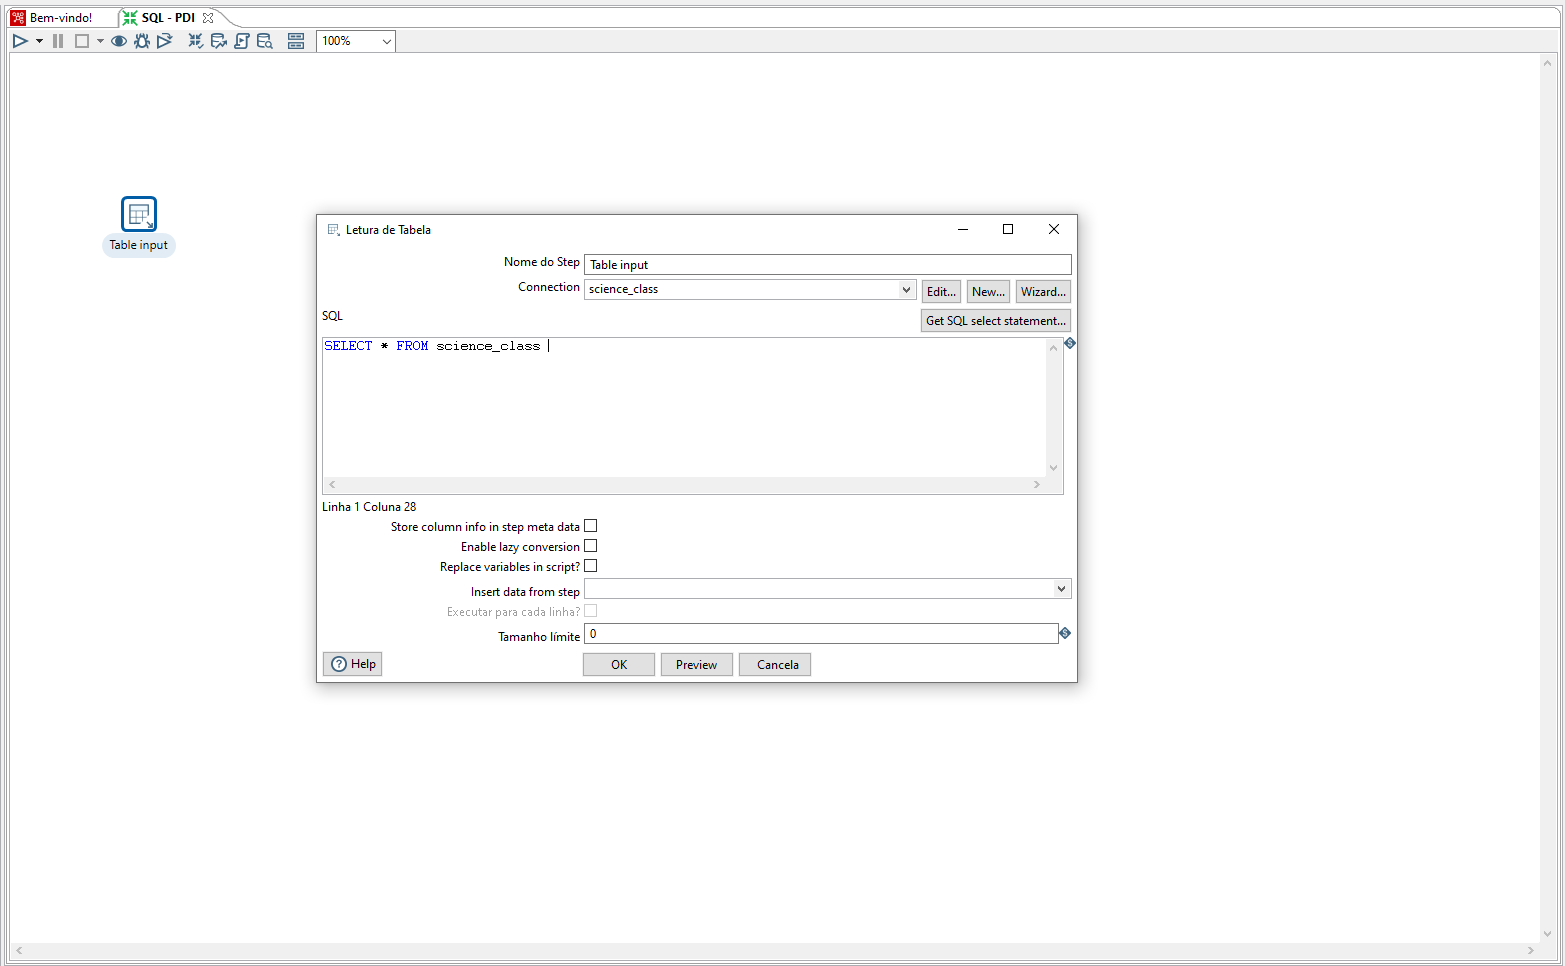 Bem-vindo!
SQL - PDI
100%
Table input
Letura de Tabela
Nome do Step
Table input
Connection
science_class
Edit...
New...
Wizard...
SQL
Get SQL select statement...
SELECT * FROM science_class
Linha 1 Coluna 28
Store column info in step meta data
Enable lazy conversion
Replace variables in script?
Insert data from step
Executar para cada linha?
Tamanho límite
0
Help
OK
Preview
Cancela